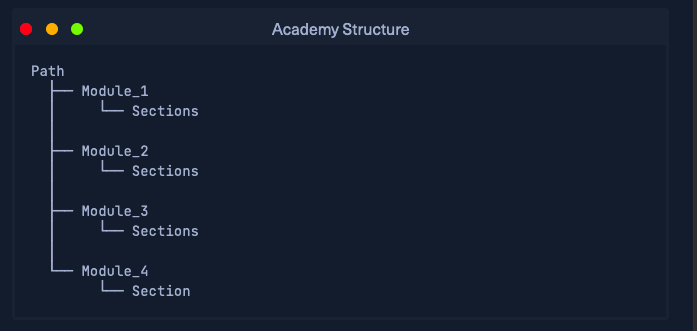 Academy Structure
Path
├── Module_1
└── Sections
├── Module_2
└── Sections
├── Module_3
└── Sections
└── Module_4
└── Section